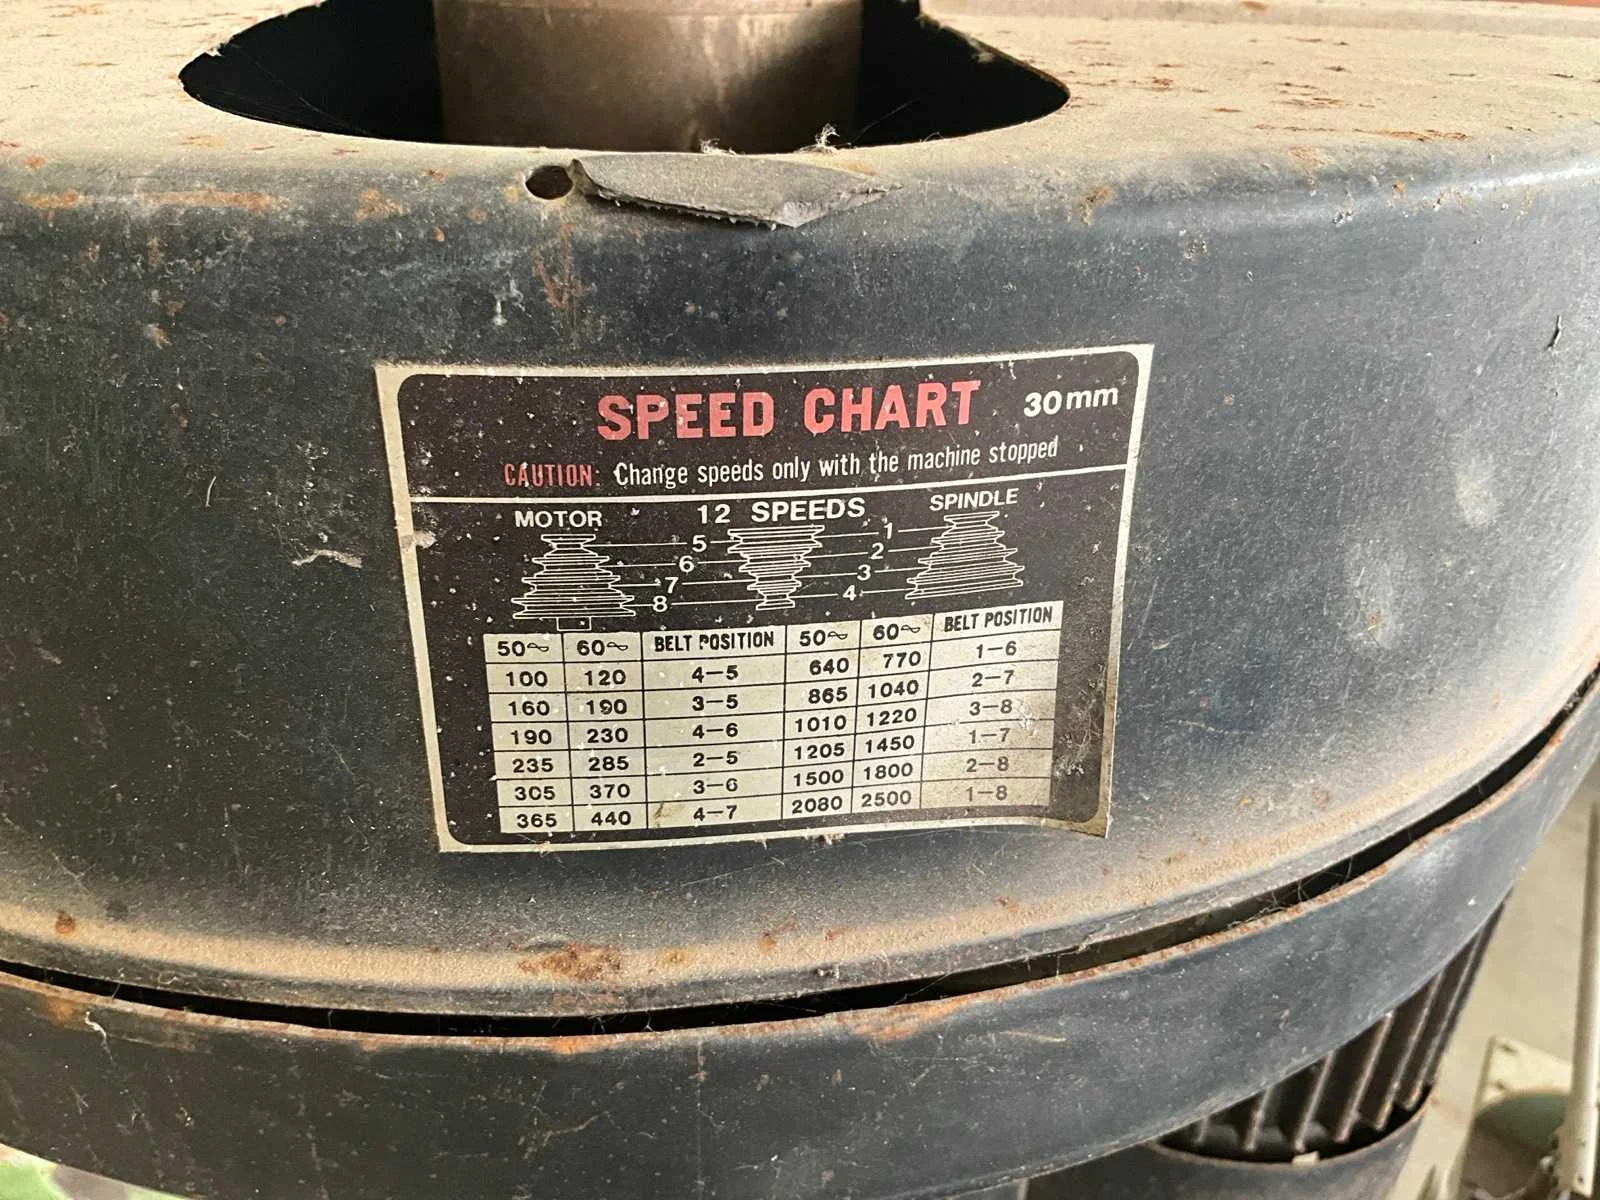 SPEED CHART 30mm
CAUTION: Change speeds only with the machine stopped
MOTOR 12 SPEEDS SPINDLE
5 1
6 2
7 3
8 4
50~ 60~ BELT POSITION 50~ 60~ BELT POSITION
100 120 4-5 640 770 1-6
160 190 3-5 865 1040 2-7
190 230 4-6 1010 1220 3-8
235 285 2-5 1205 1450 1-7
305 370 3-6 1500 1800 2-8
365 440 4-7 2080 2500 1-8